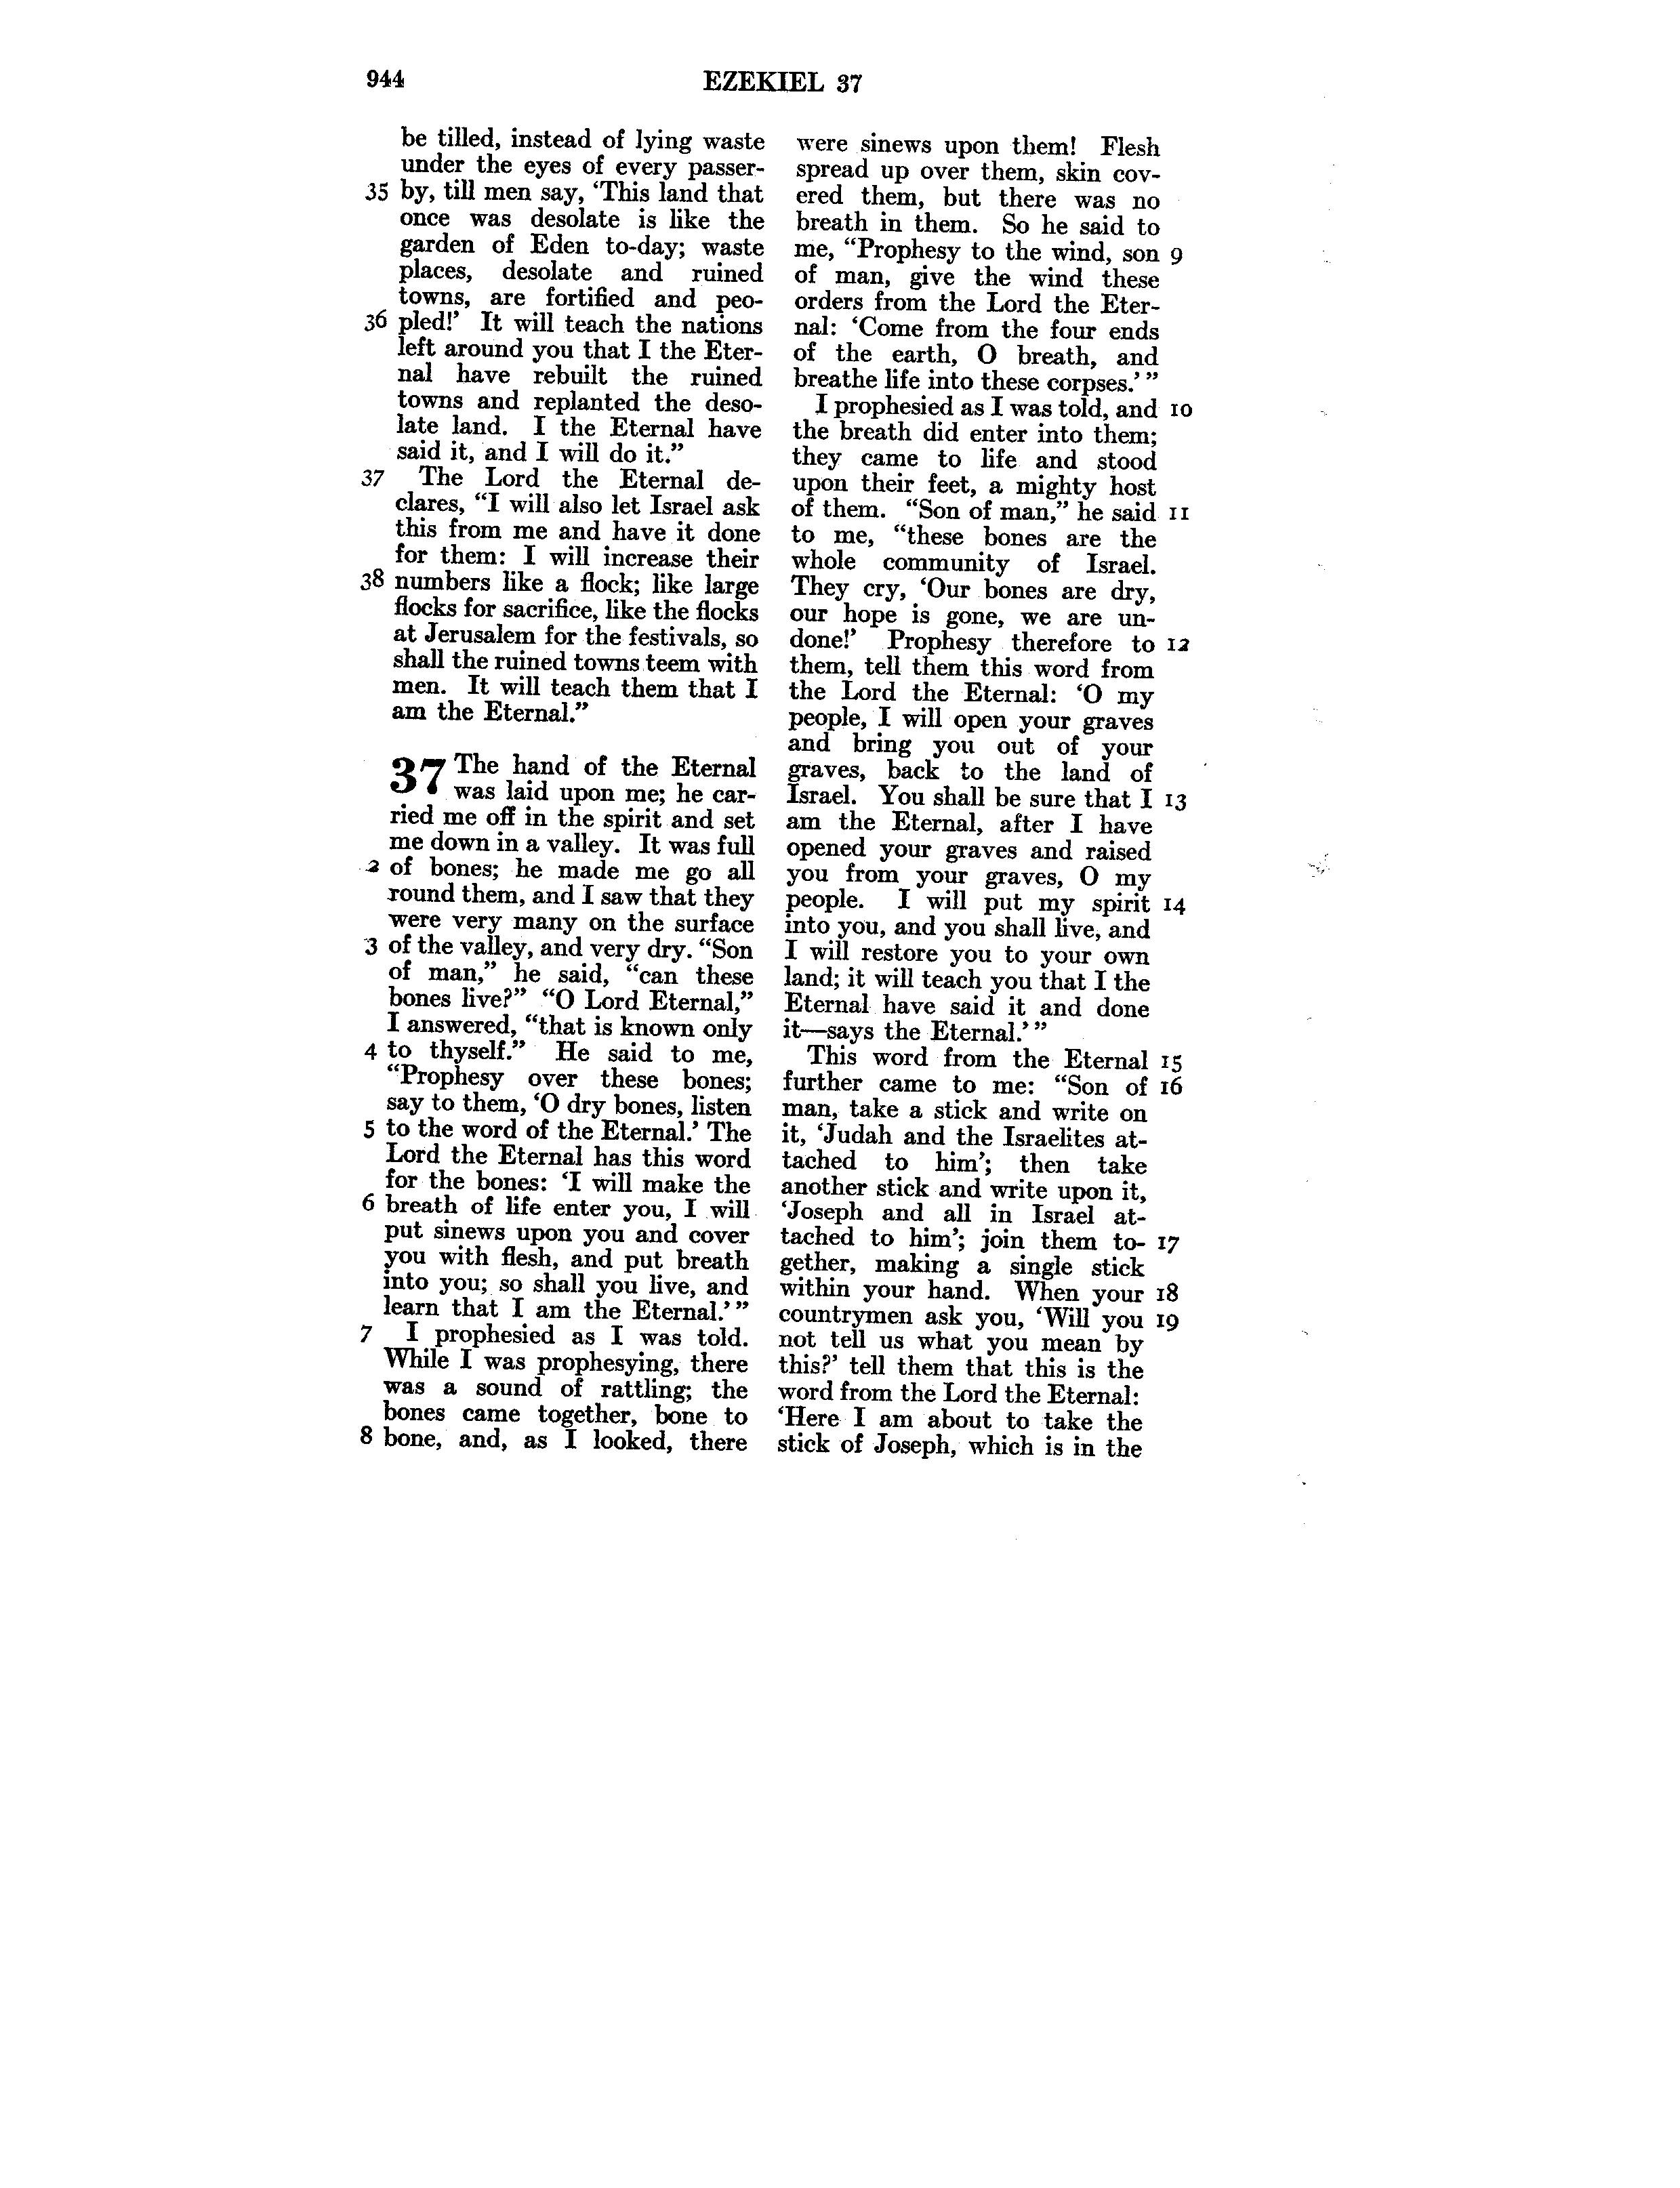 944 EZEKIEL 37
be tilled, instead of lying waste
under the eyes of every passer-
35 by, till men say, ‘This land that
once was desolate is like the
garden of Eden to-day; waste
places, desolate and ruined
towns, are fortified and peo-
36 pled!’ It will teach the nations
left around you that I the Eter-
nal have rebuilt the ruined
towns and replanted the deso-
late land. I the Eternal have
said it, and I will do it.”
37 The Lord the Eternal de-
clares, “I will also let Israel ask
this from me and have it done
for them: I will increase their
38 numbers like a flock; like large
flocks for sacrifice, like the flocks
at Jerusalem for the festivals, so
shall the ruined towns teem with
men. It will teach them that I
am the Eternal.”
37 The hand of the Eternal
was laid upon me; he car-
ried me off in the spirit and set
me down in a valley. It was full
2 of bones; he made me go all
round them, and I saw that they
were very many on the surface
3 of the valley, and very dry. “Son
of man,” he said, “can these
bones live?” “O Lord Eternal,”
I answered, “that is known only
4 to thyself.” He said to me,
“Prophesy over these bones;
say to them, ‘O dry bones, listen
5 to the word of the Eternal.’ The
Lord the Eternal has this word
for the bones: ‘I will make the
6 breath of life enter you, I will
put sinews upon you and cover
you with flesh, and put breath
into you; so shall you live, and
learn that I am the Eternal.’ ”
7 I prophesied as I was told.
While I was prophesying, there
was a sound of rattling; the
bones came together, bone to
8 bone, and, as I looked, there
were sinews upon them! Flesh
spread up over them, skin cov-
ered them, but there was no
breath in them. So he said to
me, “Prophesy to the wind, son 9
of man, give the wind these
orders from the Lord the Eter-
nal: ‘Come from the four ends
of the earth, O breath, and
breathe life into these corpses.’ ”
I prophesied as I was told, and 10
the breath did enter into them;
they came to life and stood
upon their feet, a mighty host
of them. “Son of man,” he said 11
to me, “these bones are the
whole community of Israel.
They cry, ‘Our bones are dry,
our hope is gone, we are un-
done!’ Prophesy therefore to 12
them, tell them this word from
the Lord the Eternal: ‘O my
people, I will open your graves
and bring you out of your
graves, back to the land of
Israel. You shall be sure that I 13
am the Eternal, after I have
opened your graves and raised
you from your graves, O my
people. I will put my spirit 14
into you, and you shall live, and
I will restore you to your own
land; it will teach you that I the
Eternal have said it and done
it—says the Eternal.’ ”
This word from the Eternal 15
further came to me: “Son of 16
man, take a stick and write on
it, ‘Judah and the Israelites at-
tached to him’; then take
another stick and write upon it,
‘Joseph and all in Israel at-
tached to him’; join them to- 17
gether, making a single stick
within your hand. When your 18
countrymen ask you, ‘Will you 19
not tell us what you mean by
this?’ tell them that this is the
word from the Lord the Eternal:
‘Here I am about to take the
stick of Joseph, which is in the